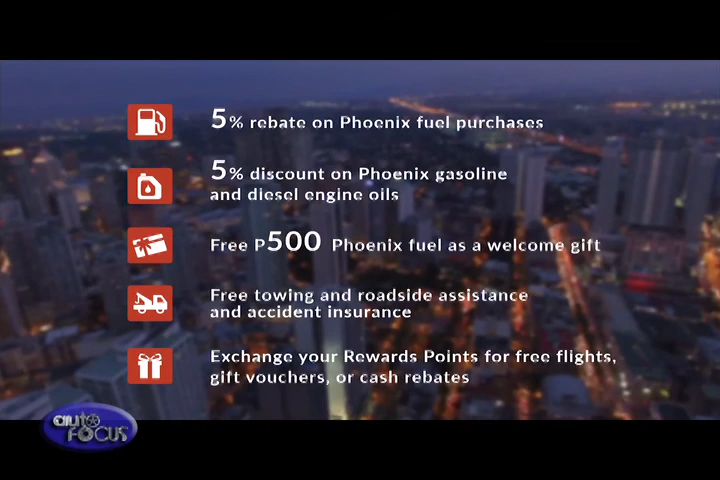 5% rebate on Phoenix fuel purchases
5% discount on Phoenix gasoline
and diesel engine oils
Free P500 Phoenix fuel as a welcome gift
Free towing and roadside assistance
and accident insurance
Exchange your Rewards Points for free flights,
gift vouchers, or cash rebates
auto
FOCUS